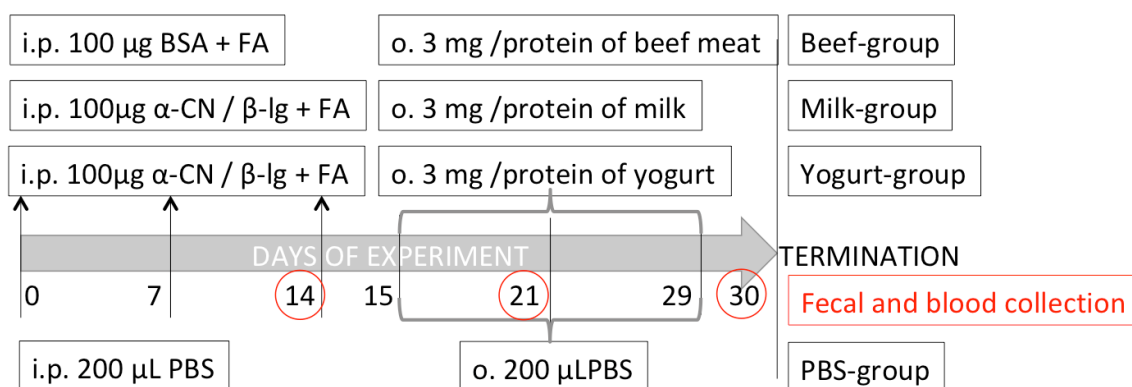 i.p. 100 μg BSA + FA
o. 3 mg /protein of beef meat
Beef-group
i.p. 100μg α-CN / β-lg + FA
o. 3 mg /protein of milk
Milk-group
i.p. 100μg α-CN / β-lg + FA
o. 3 mg /protein of yogurt
Yogurt-group
DAYS OF EXPERIMENT
TERMINATION
0 7 14 15 21 29 30
Fecal and blood collection
i.p. 200 μL PBS
o. 200 μLPBS
PBS-group